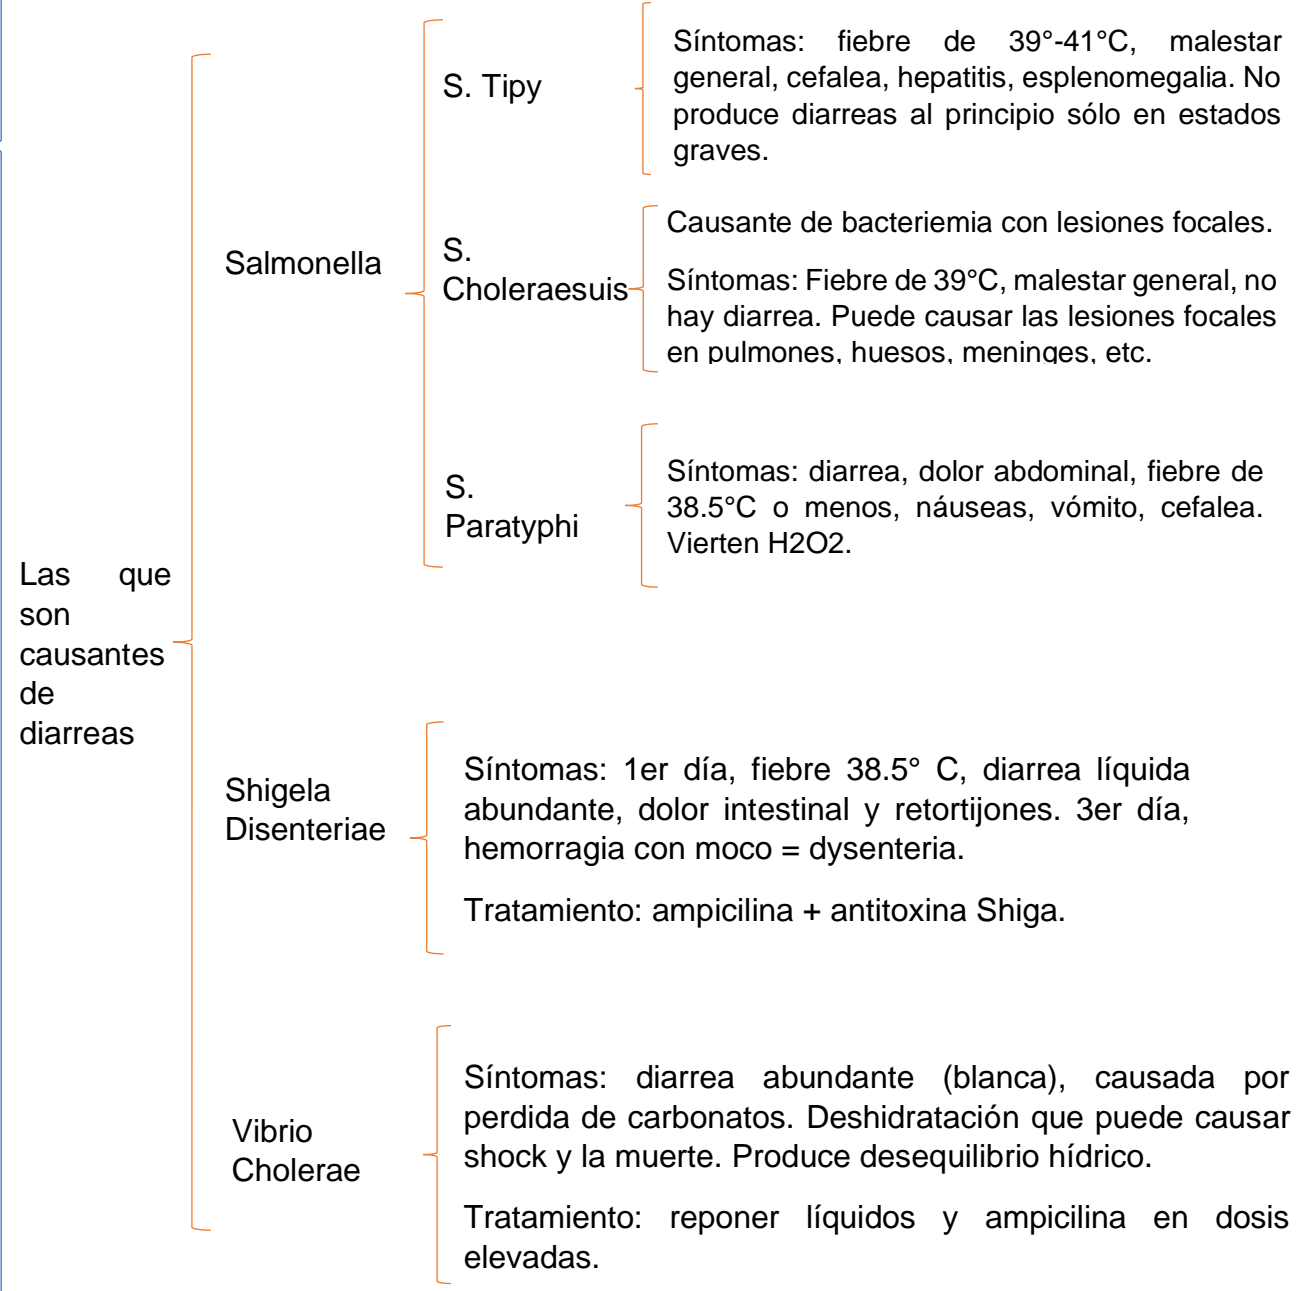 Las que
son
causantes
de
diarreas
Salmonella
S. Tipy
Síntomas: fiebre de 39°-41°C, malestar
general, cefalea, hepatitis, esplenomegalia. No
produce diarreas al principio sólo en estados
graves.
S.
Choleraesuis
Causante de bacteriemia con lesiones focales.
Síntomas: Fiebre de 39°C, malestar general, no
hay diarrea. Puede causar las lesiones focales
en pulmones, huesos, meninges, etc.
S.
Paratyphi
Síntomas: diarrea, dolor abdominal, fiebre de
38.5°C o menos, náuseas, vómito, cefalea.
Vierten H2O2.
Shigela
Disenteriae
Síntomas: 1er día, fiebre 38.5° C, diarrea líquida
abundante, dolor intestinal y retortijones. 3er día,
hemorragia con moco = dysenteria.
Tratamiento: ampicilina + antitoxina Shiga.
Vibrio
Cholerae
Síntomas: diarrea abundante (blanca), causada por
perdida de carbonatos. Deshidratación que puede causar
shock y la muerte. Produce desequilibrio hídrico.
Tratamiento: reponer líquidos y ampicilina en dosis
elevadas.